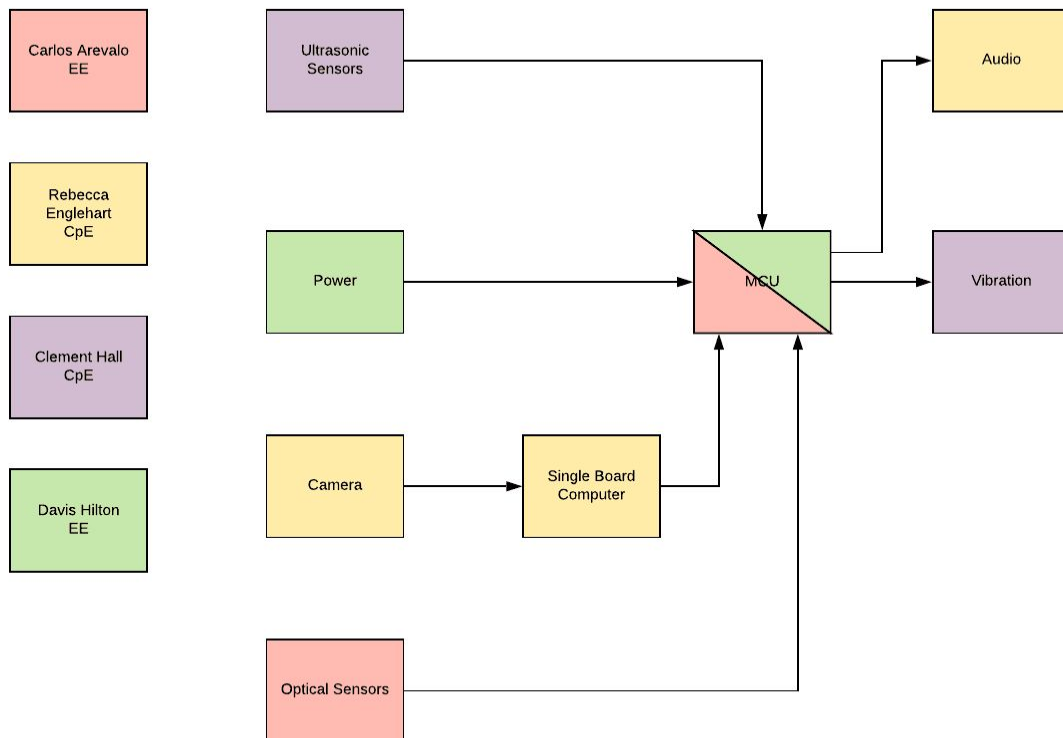 Carlos Arevalo
EE
Ultrasonic
Sensors
Audio
Rebecca
Englehart
CpE
Power
MCU
Vibration
Clement Hall
CpE
Camera
Single Board
Computer
Davis Hilton
EE
Optical Sensors